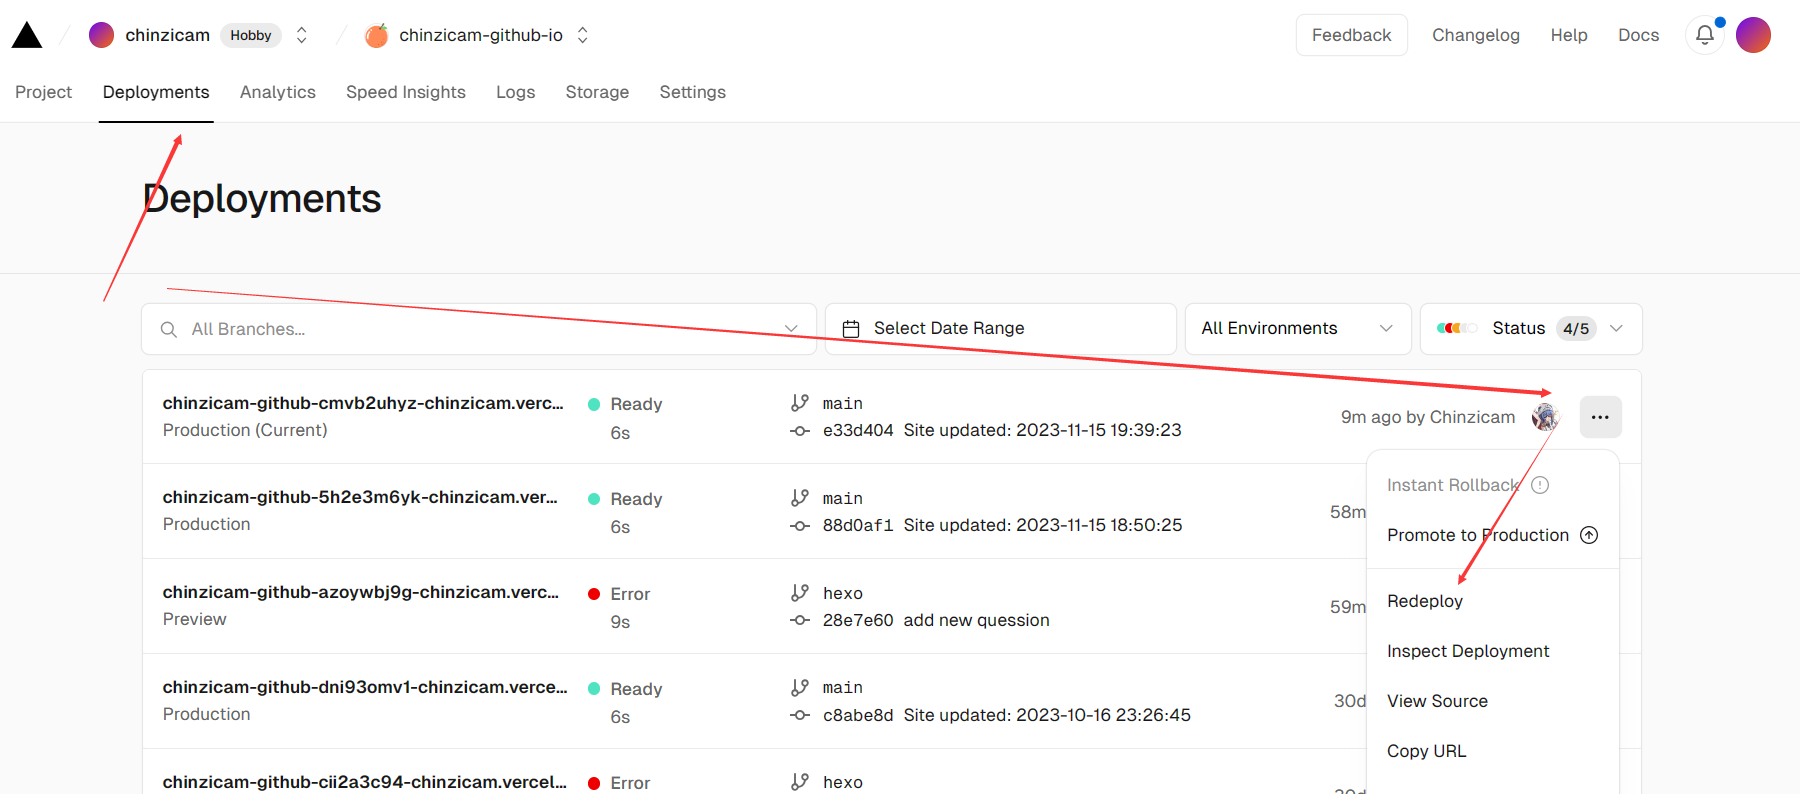 chinzicam Hobby chinzicam-github-io Feedback Changelog Help Docs
Project Deployments Analytics Speed Insights Logs Storage Settings
Deployments
All Branches... Select Date Range All Environments Status 4/5
chinzicam-github-cmvb2uhyz-chinzicam.verc... Ready main
Production (Current) 6s e33d404 Site updated: 2023-11-15 19:39:23 9m ago by Chinzicam
Instant Rollback
chinzicam-github-5h2e3m6yk-chinzicam.ver... Ready main
Production 6s 88d0af1 Site updated: 2023-11-15 18:50:25 58m
Promote to Production
chinzicam-github-azoywbj9g-chinzicam.verc... Error hexo
Preview 9s 28e7e60 add new quession 59m
Redeploy
Inspect Deployment
chinzicam-github-dni93omv1-chinzicam.verce... Ready main
Production 6s c8abe8d Site updated: 2023-10-16 23:26:45 30d
View Source
Copy URL
chinzicam-github-cii2a3c94-chinzicam.vercel... Error hexo